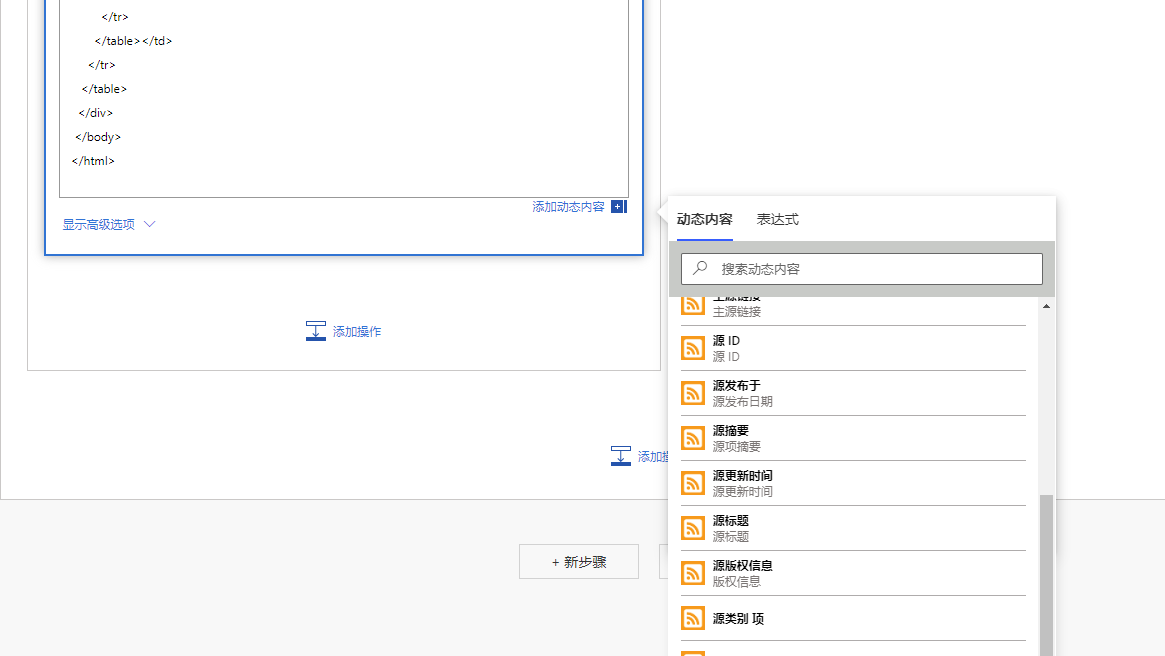 </tr>
</table></td>
</tr>
</table>
</div>
</body>
</html>
添加动态内容
显示高级选项
添加操作
添加
+ 新步骤
动态内容 表达式
搜索动态内容
主源链接
主源链接
源 ID
源 ID
源发布于
源发布日期
源摘要
源项摘要
源更新时间
源更新时间
源标题
源标题
源版权信息
版权信息
源类别 项